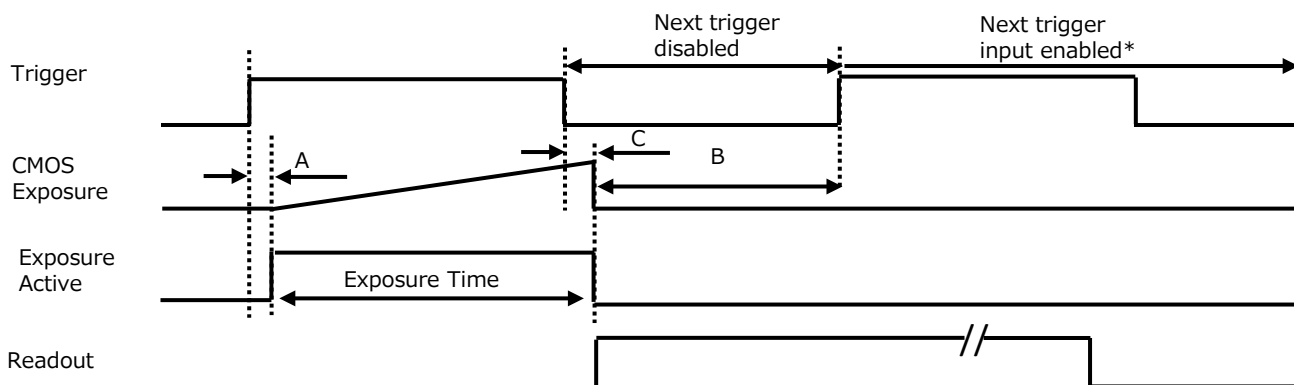 Next trigger
disabled
Next trigger
input enabled*
Trigger
A
C
B
CMOS
Exposure
Exposure
Active
Exposure Time
Readout